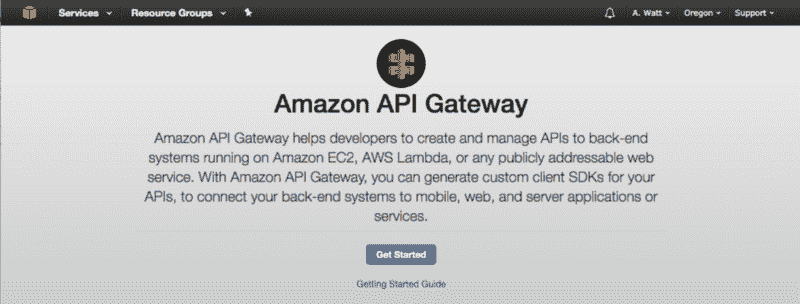 Services Resource Groups A. Watt Oregon Support
Amazon API Gateway
Amazon API Gateway helps developers to create and manage APIs to back-end
systems running on Amazon EC2, AWS Lambda, or any publicly addressable web
service. With Amazon API Gateway, you can generate custom client SDKs for your
APIs, to connect your back-end systems to mobile, web, and server applications or
services.
Get Started
Getting Started Guide